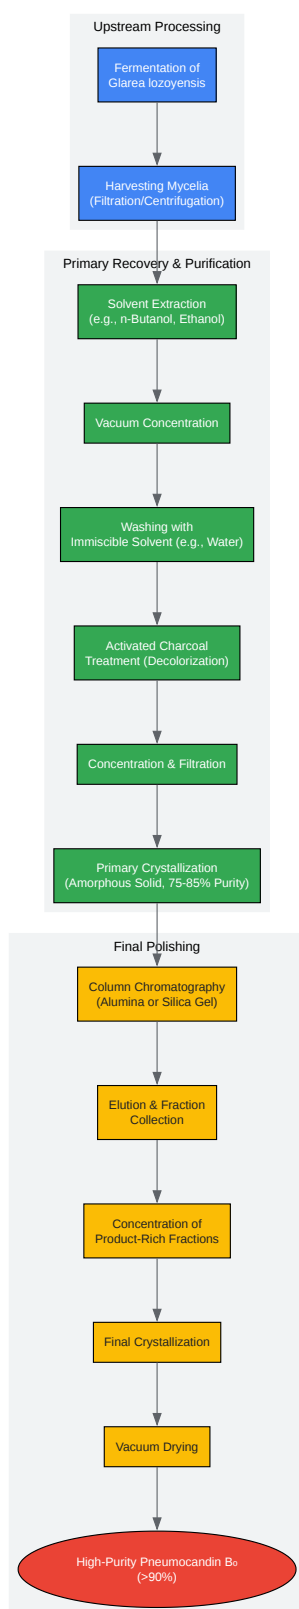 Upstream Processing
Fermentation of
Glarea lozoyensis
Harvesting Mycelia
(Filtration/Centrifugation)
Primary Recovery & Purification
Solvent Extraction
(e.g., n-Butanol, Ethanol)
Vacuum Concentration
Washing with
Immiscible Solvent (e.g., Water)
Activated Charcoal
Treatment (Decolorization)
Concentration & Filtration
Primary Crystallization
(Amorphous Solid, 75-85% Purity)
Final Polishing
Column Chromatography
(Alumina or Silica Gel)
Elution & Fraction
Collection
Concentration of
Product-Rich Fractions
Final Crystallization
Vacuum Drying
High-Purity Pneumocandin B₀
(>90%)